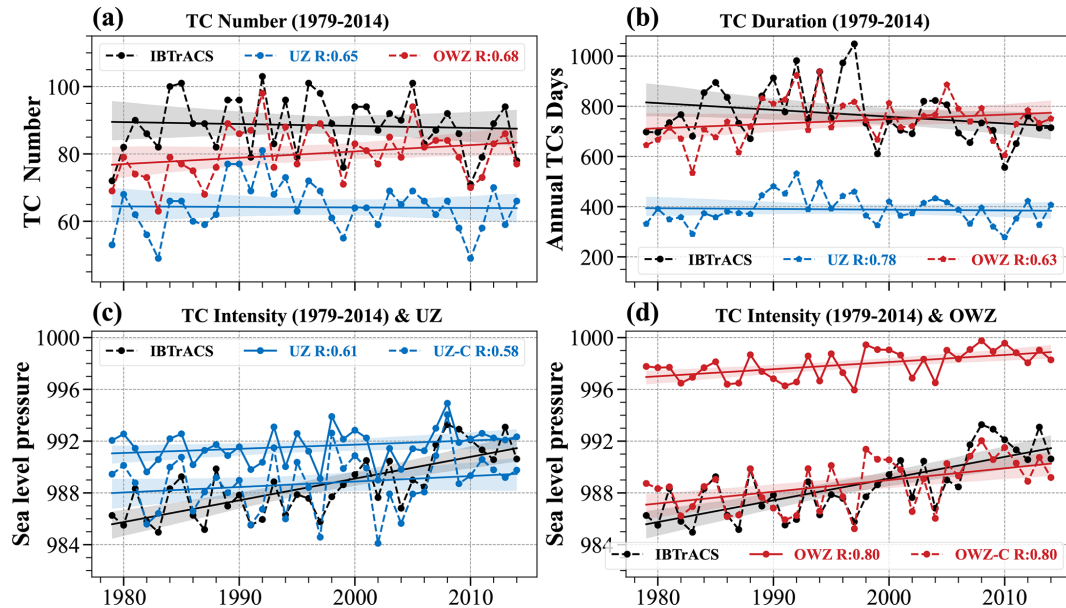 (a) TC Number (1979-2014)
IBTrACS UZ R:0.65 OWZ R:0.68
TC Number
100
80
60
(b) TC Duration (1979-2014)
Annual TCs Days
1000
800
600
400
200
IBTrACS UZ R:0.78 OWZ R:0.63
(c) TC Intensity (1979-2014) & UZ
IBTrACS UZ R:0.61 UZ-C R:0.58
Sea level pressure
1000
996
992
988
984
1980 1990 2000 2010
(d) TC Intensity (1979-2014) & OWZ
Sea level pressure
1000
996
992
988
984
IBTrACS OWZ R:0.80 OWZ-C R:0.80
1980 1990 2000 2010